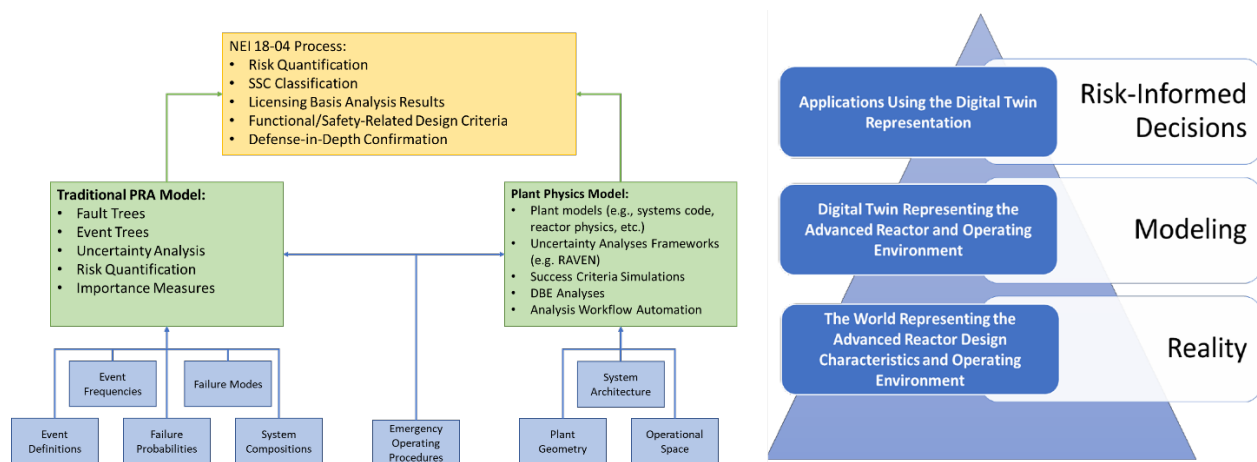 NEI 18-04 Process:
• Risk Quantification
• SSC Classification
• Licensing Basis Analysis Results
• Functional/Safety-Related Design Criteria
• Defense-in-Depth Confirmation
Traditional PRA Model:
• Fault Trees
• Event Trees
• Uncertainty Analysis
• Risk Quantification
• Importance Measures
Plant Physics Model:
• Plant models (e.g., systems code,
reactor physics, etc.)
• Uncertainty Analyses Frameworks
(e.g. RAVEN)
• Success Criteria Simulations
• DBE Analyses
• Analysis Workflow Automation
Event
Frequencies
Failure Modes
System
Architecture
Event
Definitions
Failure
Probabilities
System
Compositions
Emergency
Operating
Procedures
Plant
Geometry
Operational
Space
Applications Using the Digital Twin
Representation
Risk-Informed
Decisions
Digital Twin Representing the
Advanced Reactor and Operating
Environment
Modeling
The World Representing the
Advanced Reactor Design
Characteristics and Operating
Environment
Reality